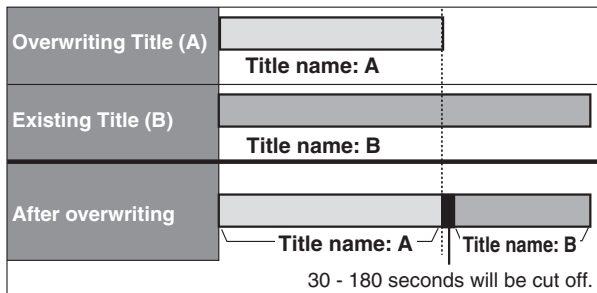 Overwriting Title (A)
Title name: A
Existing Title (B)
Title name: B
After overwriting
Title name: A
Title name: B
30 - 180 seconds will be cut off.